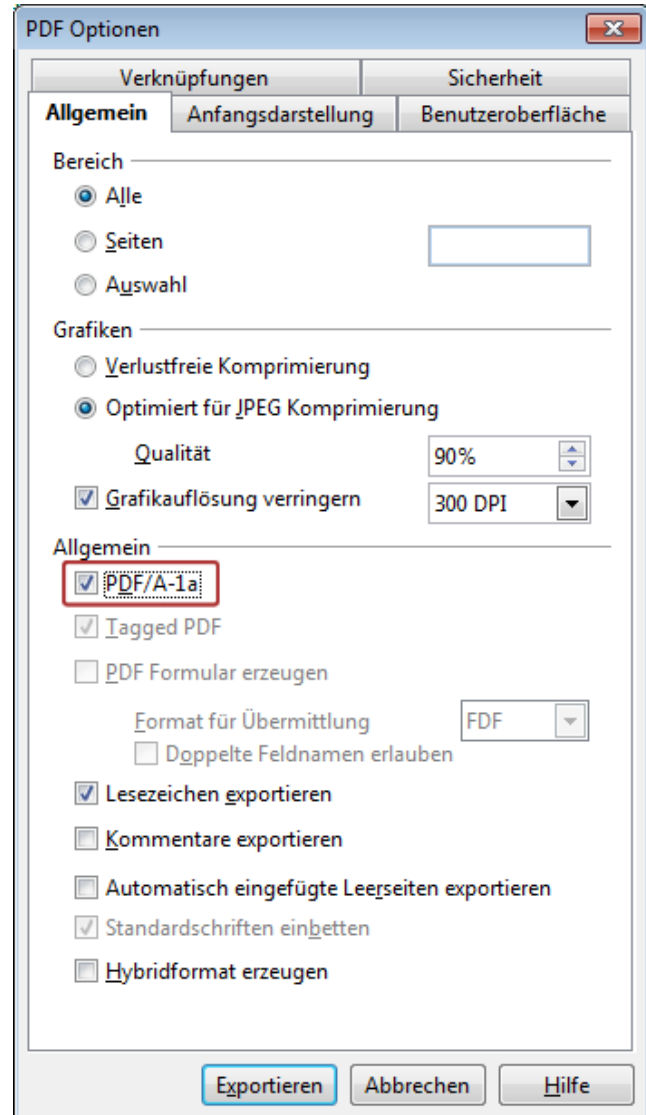 PDF Optionen
Verknüpfungen Sicherheit
Allgemein Anfangsdarstellung Benutzeroberfläche
Bereich
Alle
Seiten
Auswahl
Grafiken
Verlustfreie Komprimierung
Optimiert für JPEG Komprimierung
Qualität 90%
Grafikauflösung verringern 300 DPI
Allgemein
PDF/A-1a
Tagged PDF
PDF Formular erzeugen
Format für Übermittlung FDF
Doppelte Feldnamen erlauben
Lesezeichen exportieren
Kommentare exportieren
Automatisch eingefügte Leerseiten exportieren
Standardschriften einbetten
Hybridformat erzeugen
Exportieren Abbrechen Hilfe